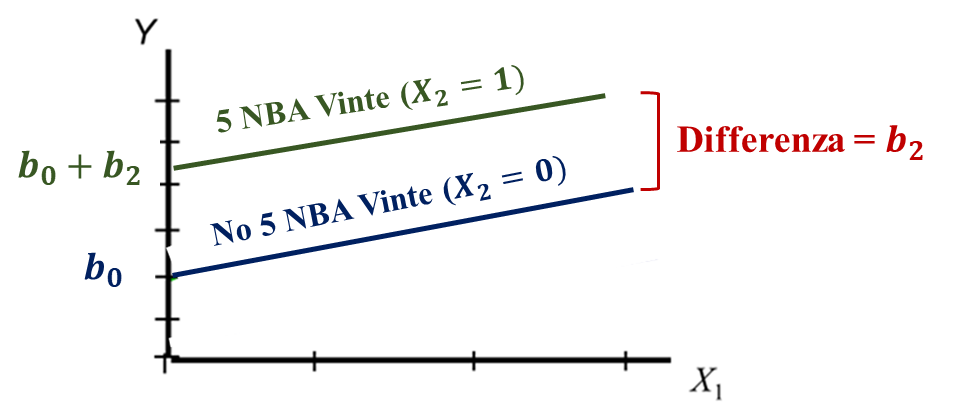 Y
5 NBA Vinte (X₂ = 1)
b₀ + b₂
Differenza = b₂
No 5 NBA Vinte (X₂ = 0)
b₀
X₁